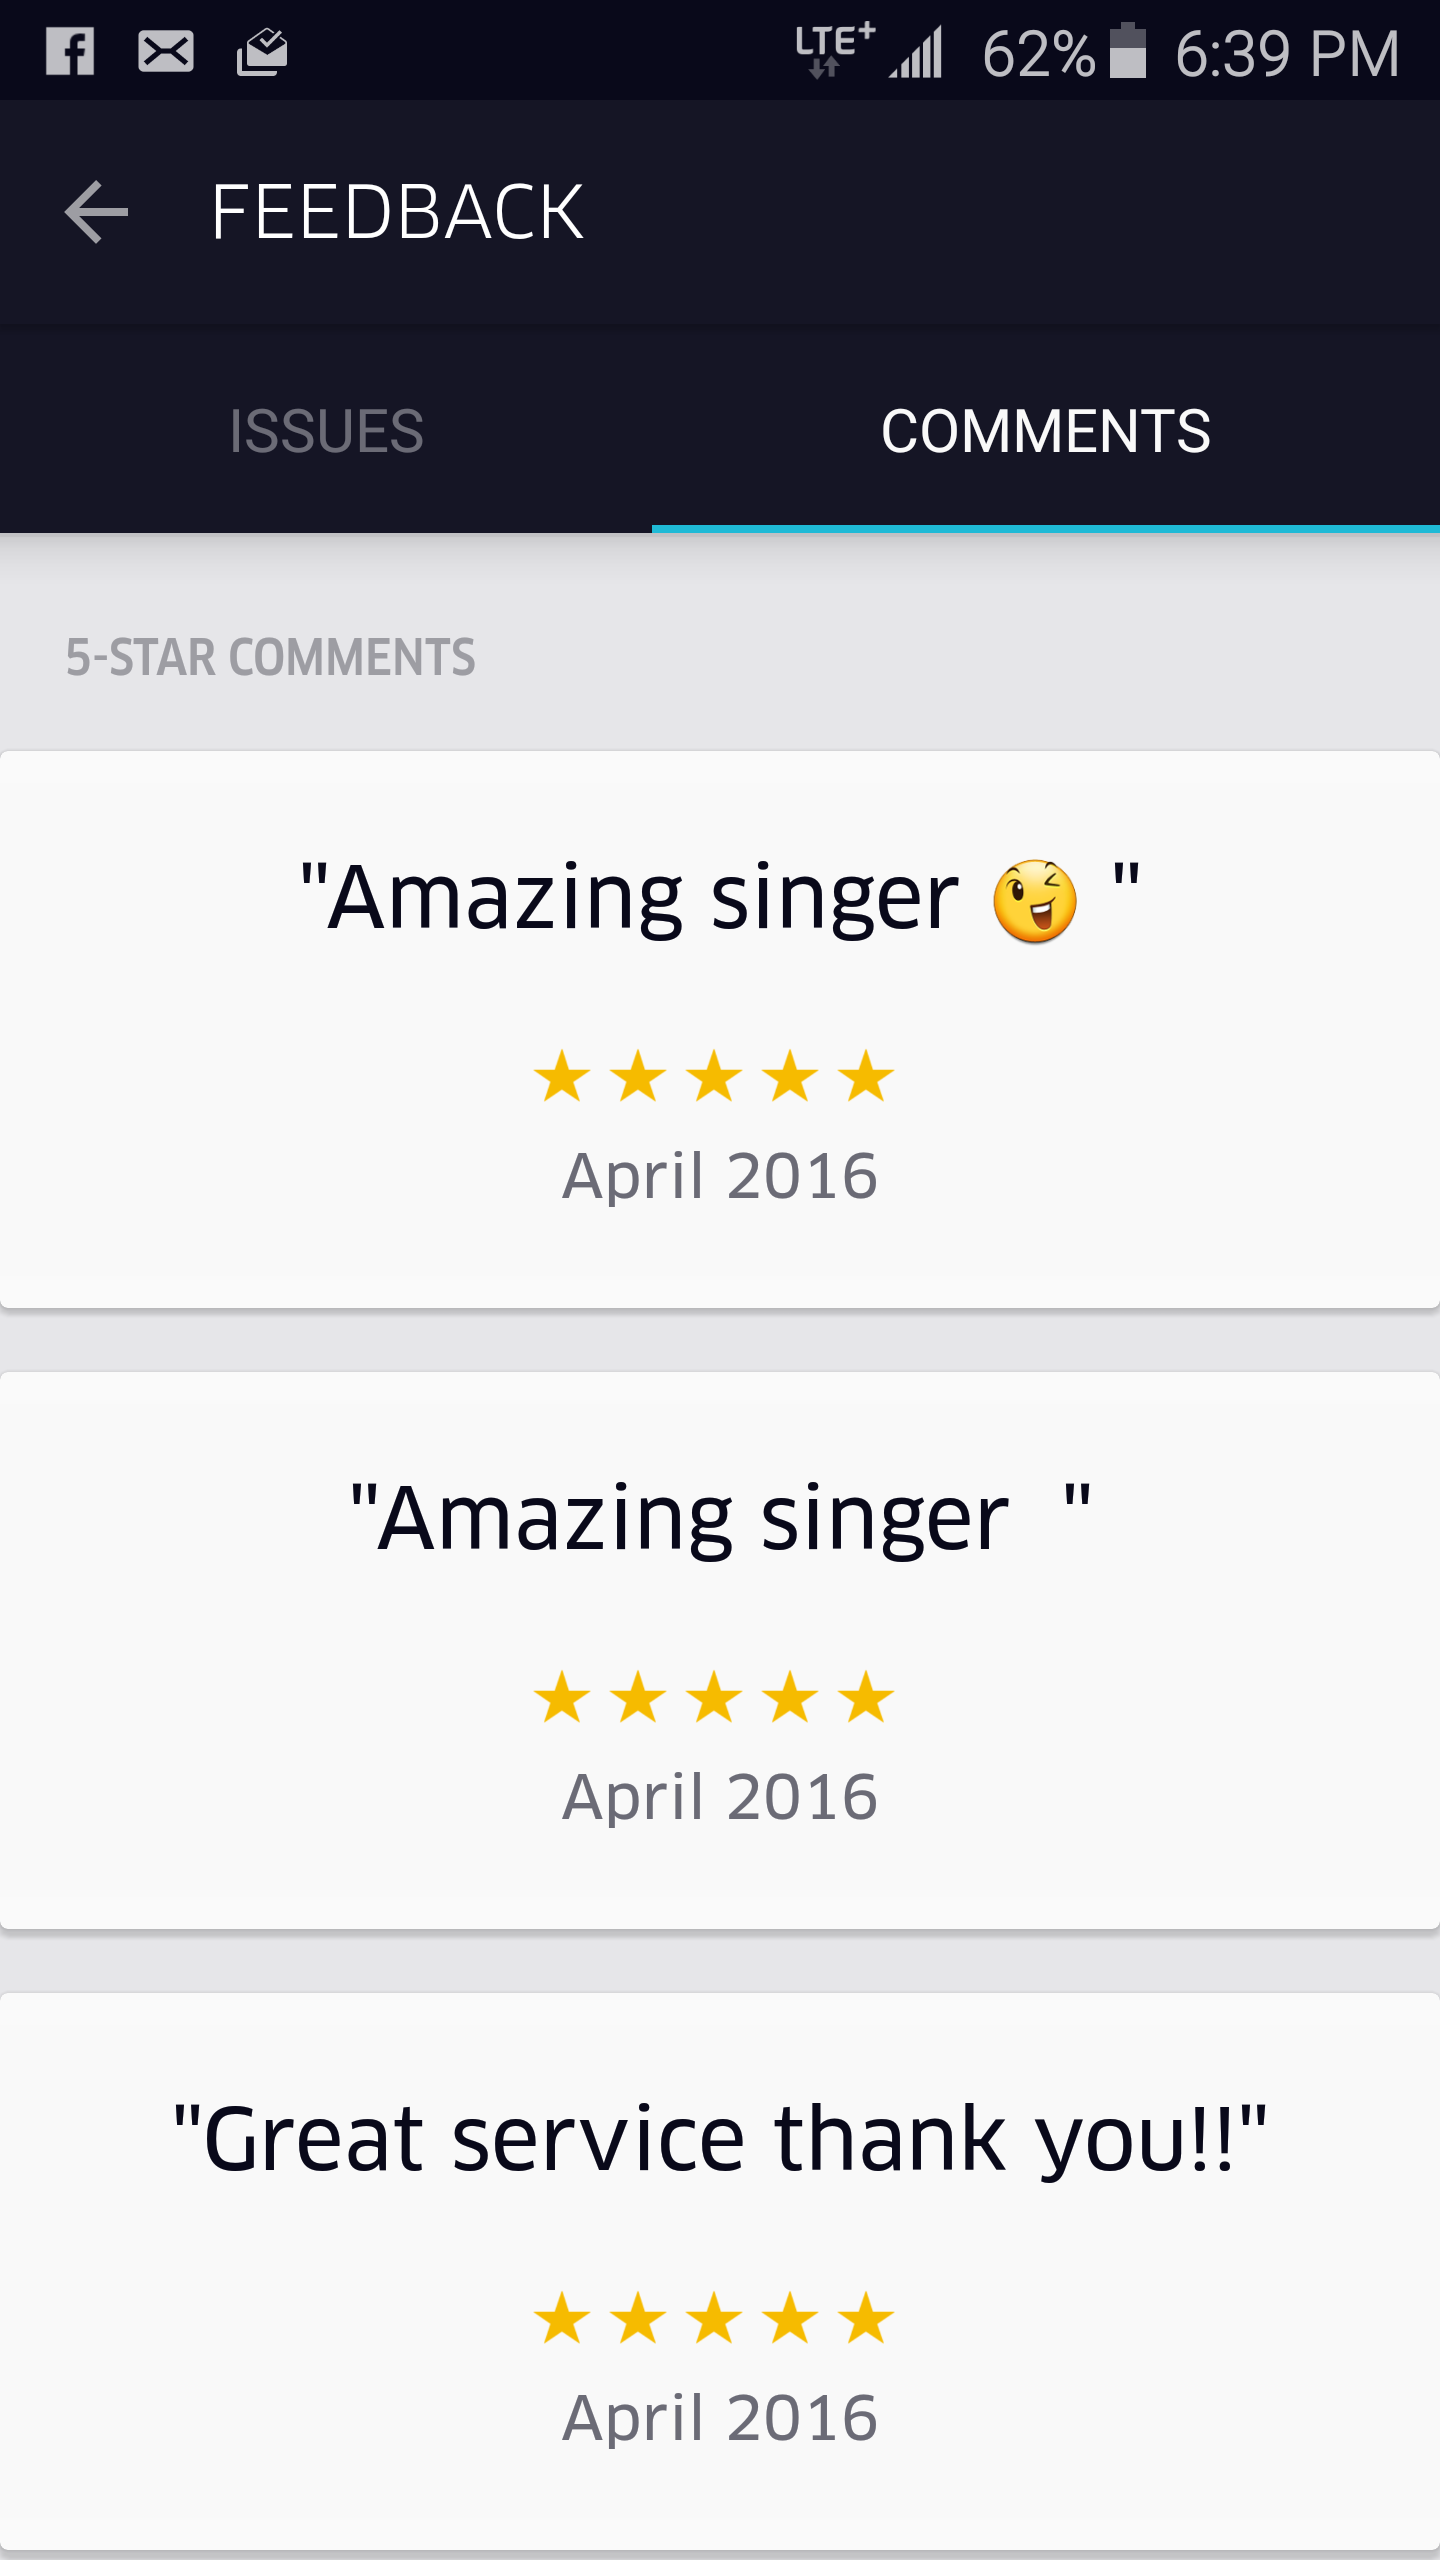 LTE+ 62% 6:39 PM
FEEDBACK
ISSUES COMMENTS
5-STAR COMMENTS
"Amazing singer 😉 "
★★★★★
April 2016
"Amazing singer  "
★★★★★
April 2016
"Great service thank you!!"
★★★★★
April 2016